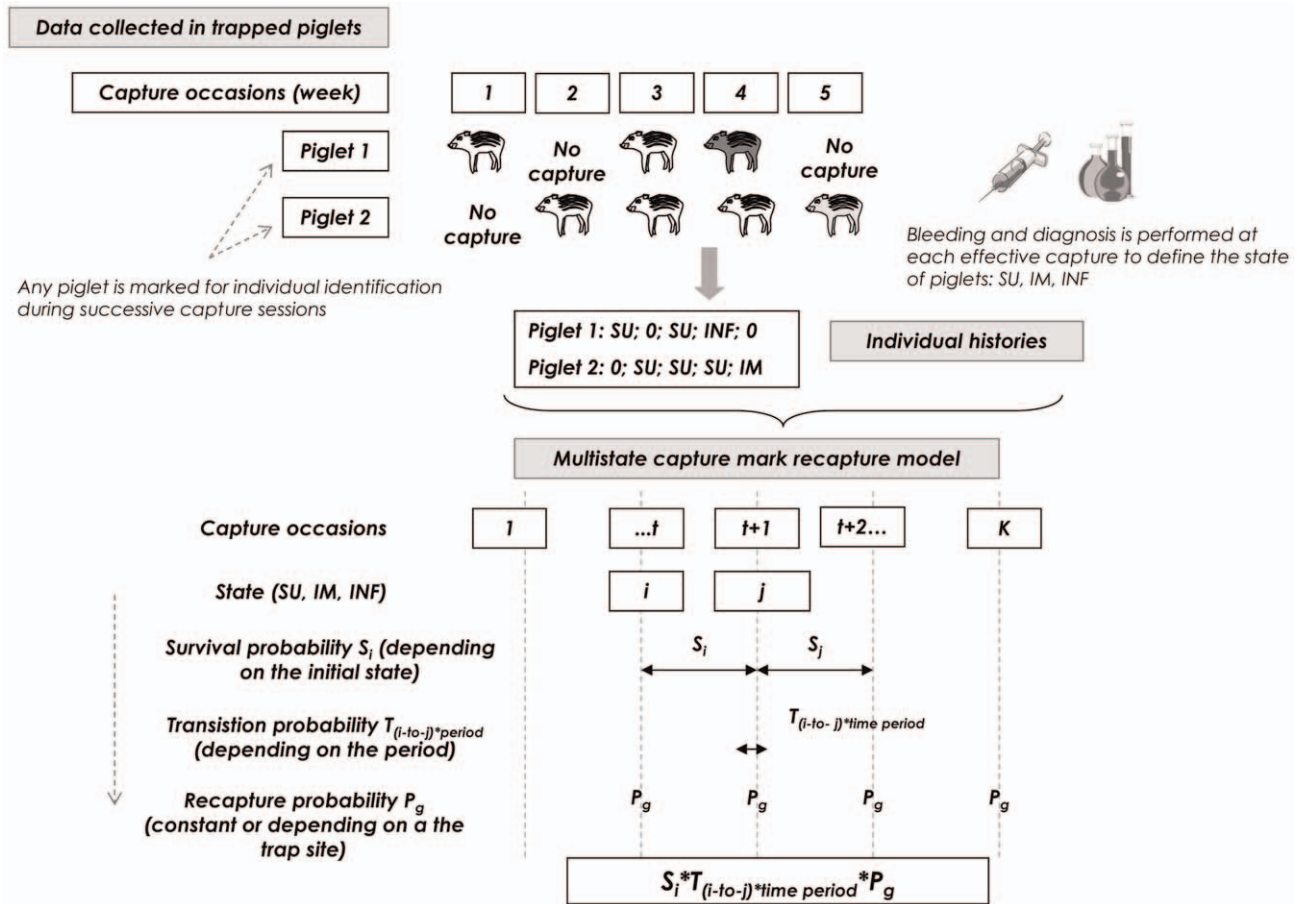 Data collected in trapped piglets
Capture occasions (week)
1
2
3
4
5
Piglet 1
No
capture
No
capture
Piglet 2
No
capture
Any piglet is marked for individual identification
during successive capture sessions
Bleeding and diagnosis is performed at
each effective capture to define the state
of piglets: SU, IM, INF
Piglet 1: SU; 0; SU; INF; 0
Piglet 2: 0; SU; SU; SU; IM
Individual histories
Multistate capture mark recapture model
Capture occasions
1
...t
t+1
t+2...
K
State (SU, IM, INF)
i
j
Survival probability Si (depending
on the initial state)
Si
Sj
Transistion probability T(i-to-j)*period
(depending on the period)
T(i-to- j)*time period
Recapture probability Pg
(constant or depending on a the
trap site)
Pg
Pg
Pg
Pg
Si*T(i-to-j)*time period*Pg